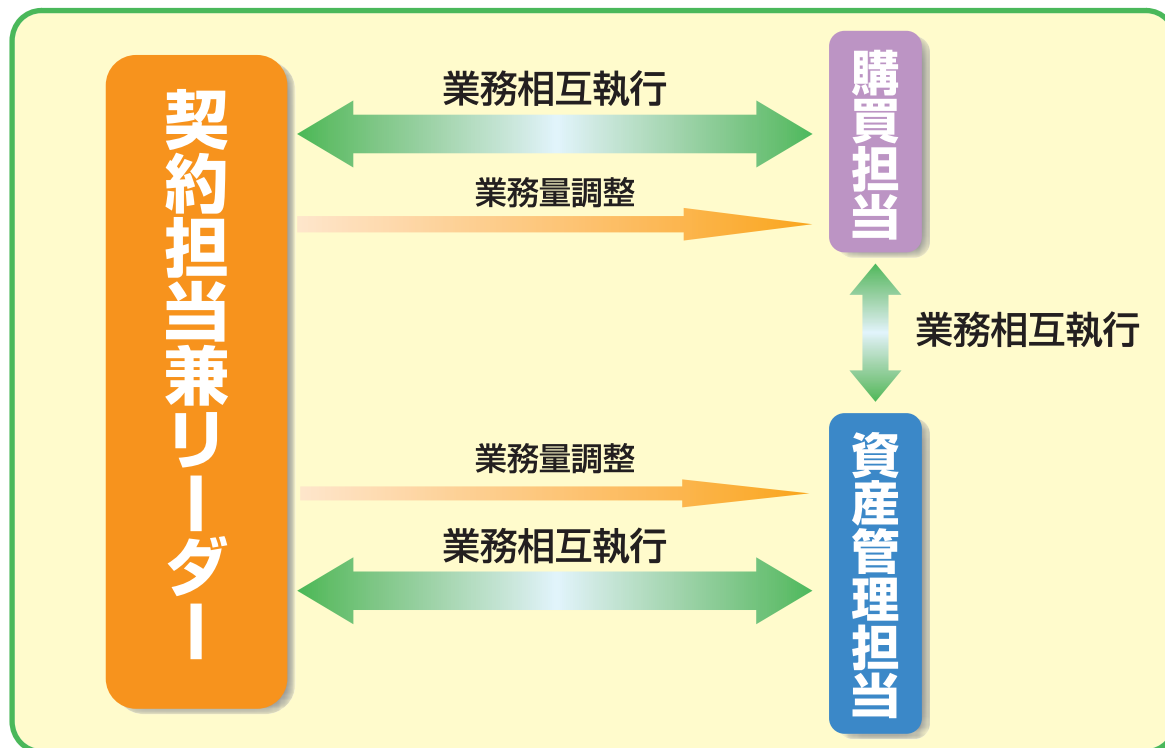 契約担当兼リーダー
業務相互執行
業務量調整
購買担当
業務相互執行
業務量調整
業務相互執行
資産管理担当